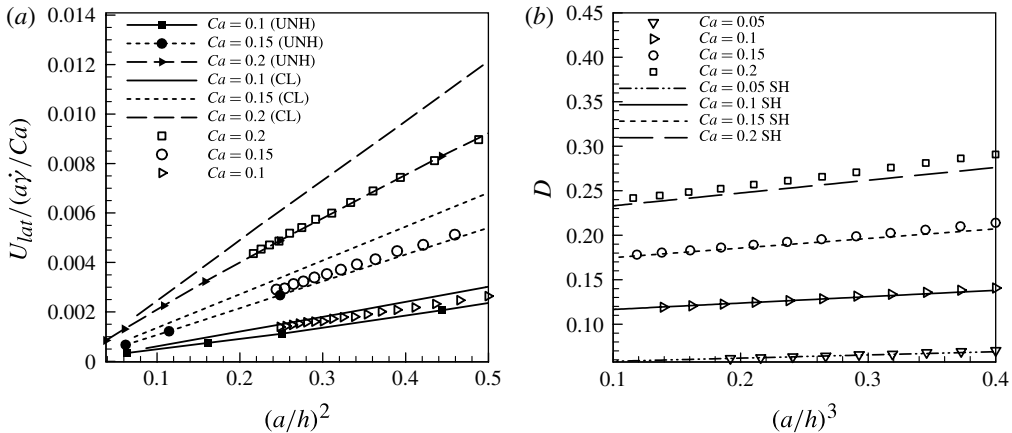 (a)
0.014
0.012
0.010
0.008
0.006
0.004
0.002
0
U_lat/(aγ̇/Ca)
Ca = 0.1 (UNH)
Ca = 0.15 (UNH)
Ca = 0.2 (UNH)
Ca = 0.1 (CL)
Ca = 0.15 (CL)
Ca = 0.2 (CL)
Ca = 0.2
Ca = 0.15
Ca = 0.1
0.1 0.2 0.3 0.4 0.5
(a/h)²
(b)
0.45
0.40
0.35
0.30
0.25
0.20
0.15
0.10
D
Ca = 0.05
Ca = 0.1
Ca = 0.15
Ca = 0.2
Ca = 0.05 SH
Ca = 0.1 SH
Ca = 0.15 SH
Ca = 0.2 SH
0.1 0.2 0.3 0.4
(a/h)³